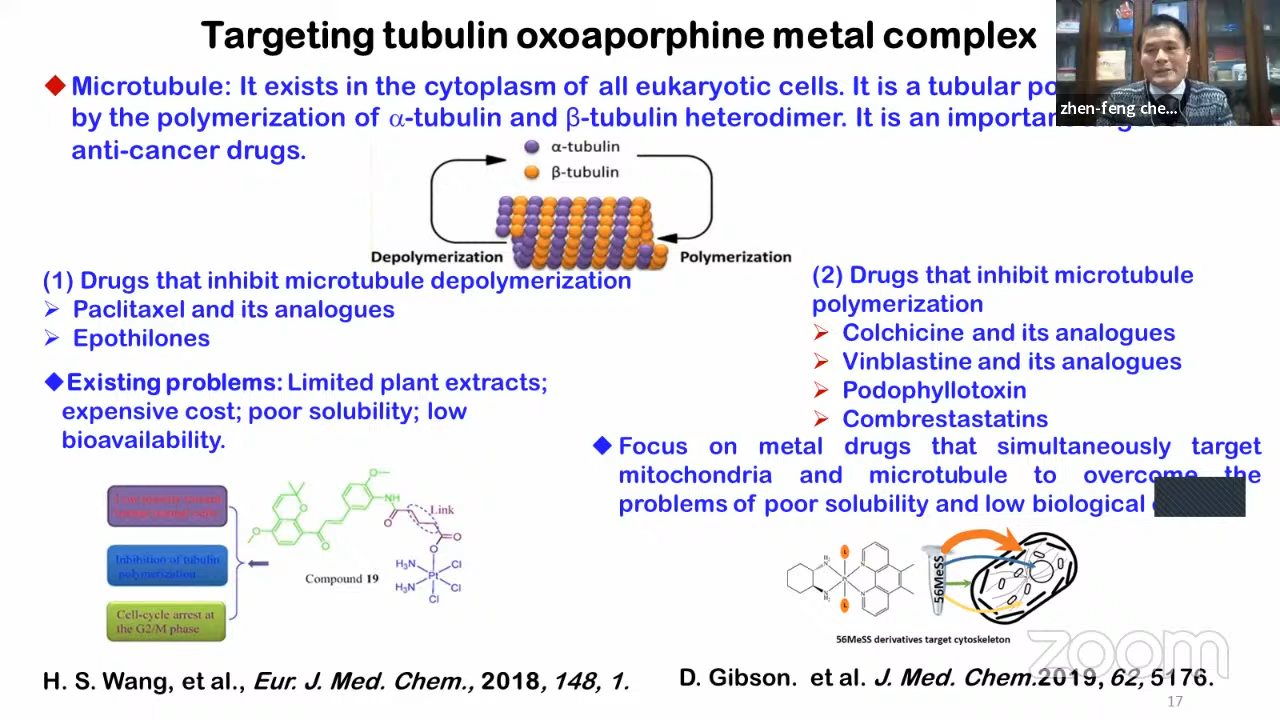 Targeting tubulin oxoaporphine metal complex
Microtubule: It exists in the cytoplasm of all eukaryotic cells. It is a tubular
by the polymerization of α-tubulin and β-tubulin heterodimer. It is an
anti-cancer drugs.
zhen-feng che...
α-tubulin
β-tubulin
Depolymerization
Polymerization
(1) Drugs that inhibit microtubule depolymerization
Paclitaxel and its analogues
Epothilones
Existing problems: Limited plant extracts;
expensive cost; poor solubility; low
bioavailability.
(2) Drugs that inhibit microtubule
polymerization
Colchicine and its analogues
Vinblastine and its analogues
Podophyllotoxin
Combrestastatins
Focus on metal drugs that simultaneously target
mitochondria and microtubule to overcome the
problems of poor solubility and low biological
Inhibition of tubulin
polymerization
Cell-cycle arrest at
the G2/M phase
O
O
O
O
NH
O
Link
O
O
H₃N
Cl
Pt
H₃N
Cl
Cl
Compound 19
56MeSS
56MeSS derivatives target cytoskeleton
H. S. Wang, et al., Eur. J. Med. Chem., 2018, 148, 1.
D. Gibson. et al. J. Med. Chem.2019, 62, 5176.
zoom
17